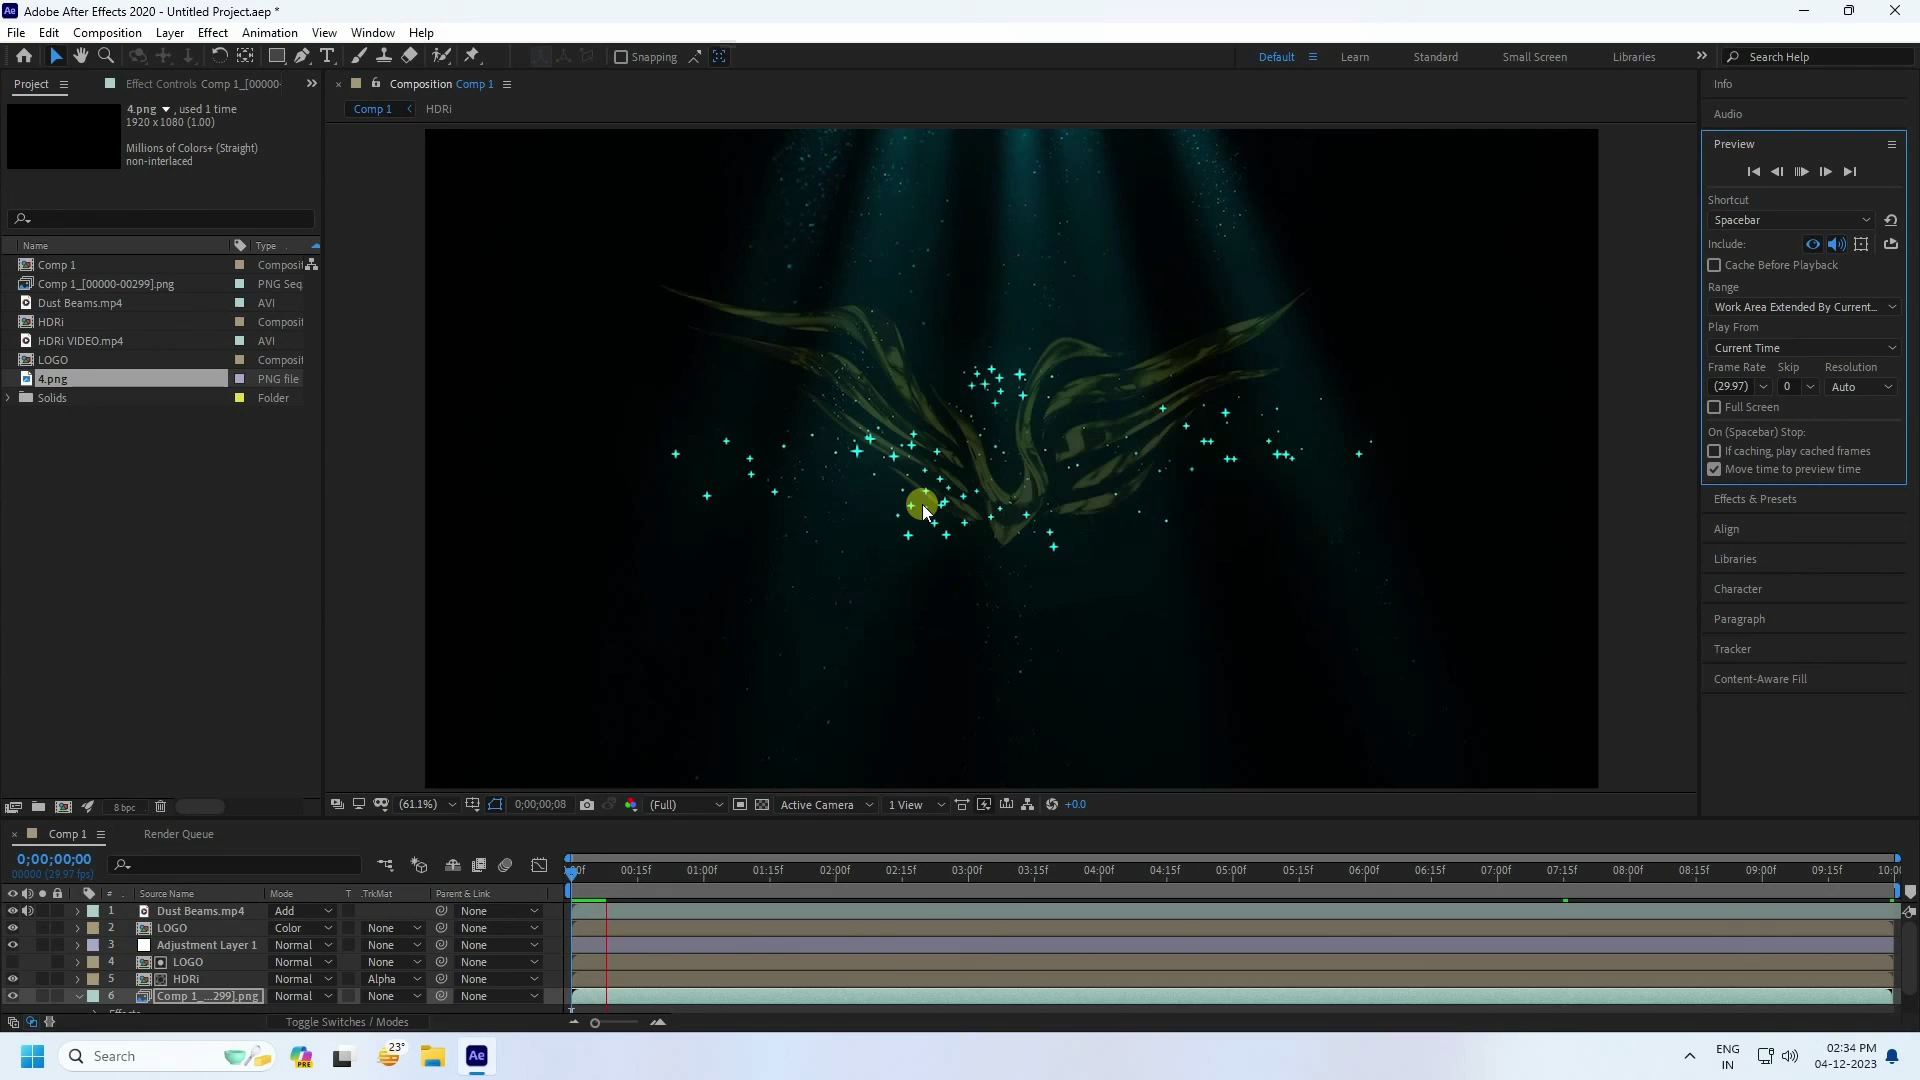 Adobe After Effects 2020 - Untitled Project.aep *
File Edit Composition Layer Effect Animation View Window Help
Snapping
Default Learn Standard Small Screen Libraries Search Help
Project Effect Controls Comp 1_[00000-
4.png , used 1 time
1920 x 1080 (1.00)
Millions of Colors+ (Straight)
non-interlaced
Name Type
Comp 1 Composit
Comp 1_[00000-00299].png PNG Seq
Dust Beams.mp4 AVI
HDRi Composit
HDRi VIDEO.mp4 AVI
LOGO Composit
4.png PNG file
Solids Folder
8 bpc
Composition Comp 1
Comp 1 HDRi
(61.1%) 0;00;00;08 (Full) Active Camera 1 View +0.0
Info
Audio
Preview
Shortcut
Spacebar
Include:
Cache Before Playback
Range
Work Area Extended By Current...
Play From
Current Time
Frame Rate Skip Resolution
(29.97) 0 Auto
Full Screen
On (Spacebar) Stop:
If caching, play cached frames
Move time to preview time
Effects & Presets
Align
Libraries
Character
Paragraph
Tracker
Content-Aware Fill
Comp 1 Render Queue
0;00;00;00
00000 (29.97 fps)
00:15f 01:00f 01:15f 02:00f 02:15f 03:00f 03:15f 04:00f 04:15f 05:00f 05:15f 06:00f 06:15f 07:00f 07:15f 08:00f 08:15f 09:00f 09:15f 10:00
# Source Name Mode T .TrkMat Parent & Link
1 Dust Beams.mp4 Add None
2 LOGO Color None None
3 Adjustment Layer 1 Normal None None
4 LOGO Normal None None
5 HDRi Normal Alpha None
6 Comp 1_...299].png Normal None None
Toggle Switches / Modes
Search PRE 23° Ae ENG IN 02:34 PM 04-12-2023